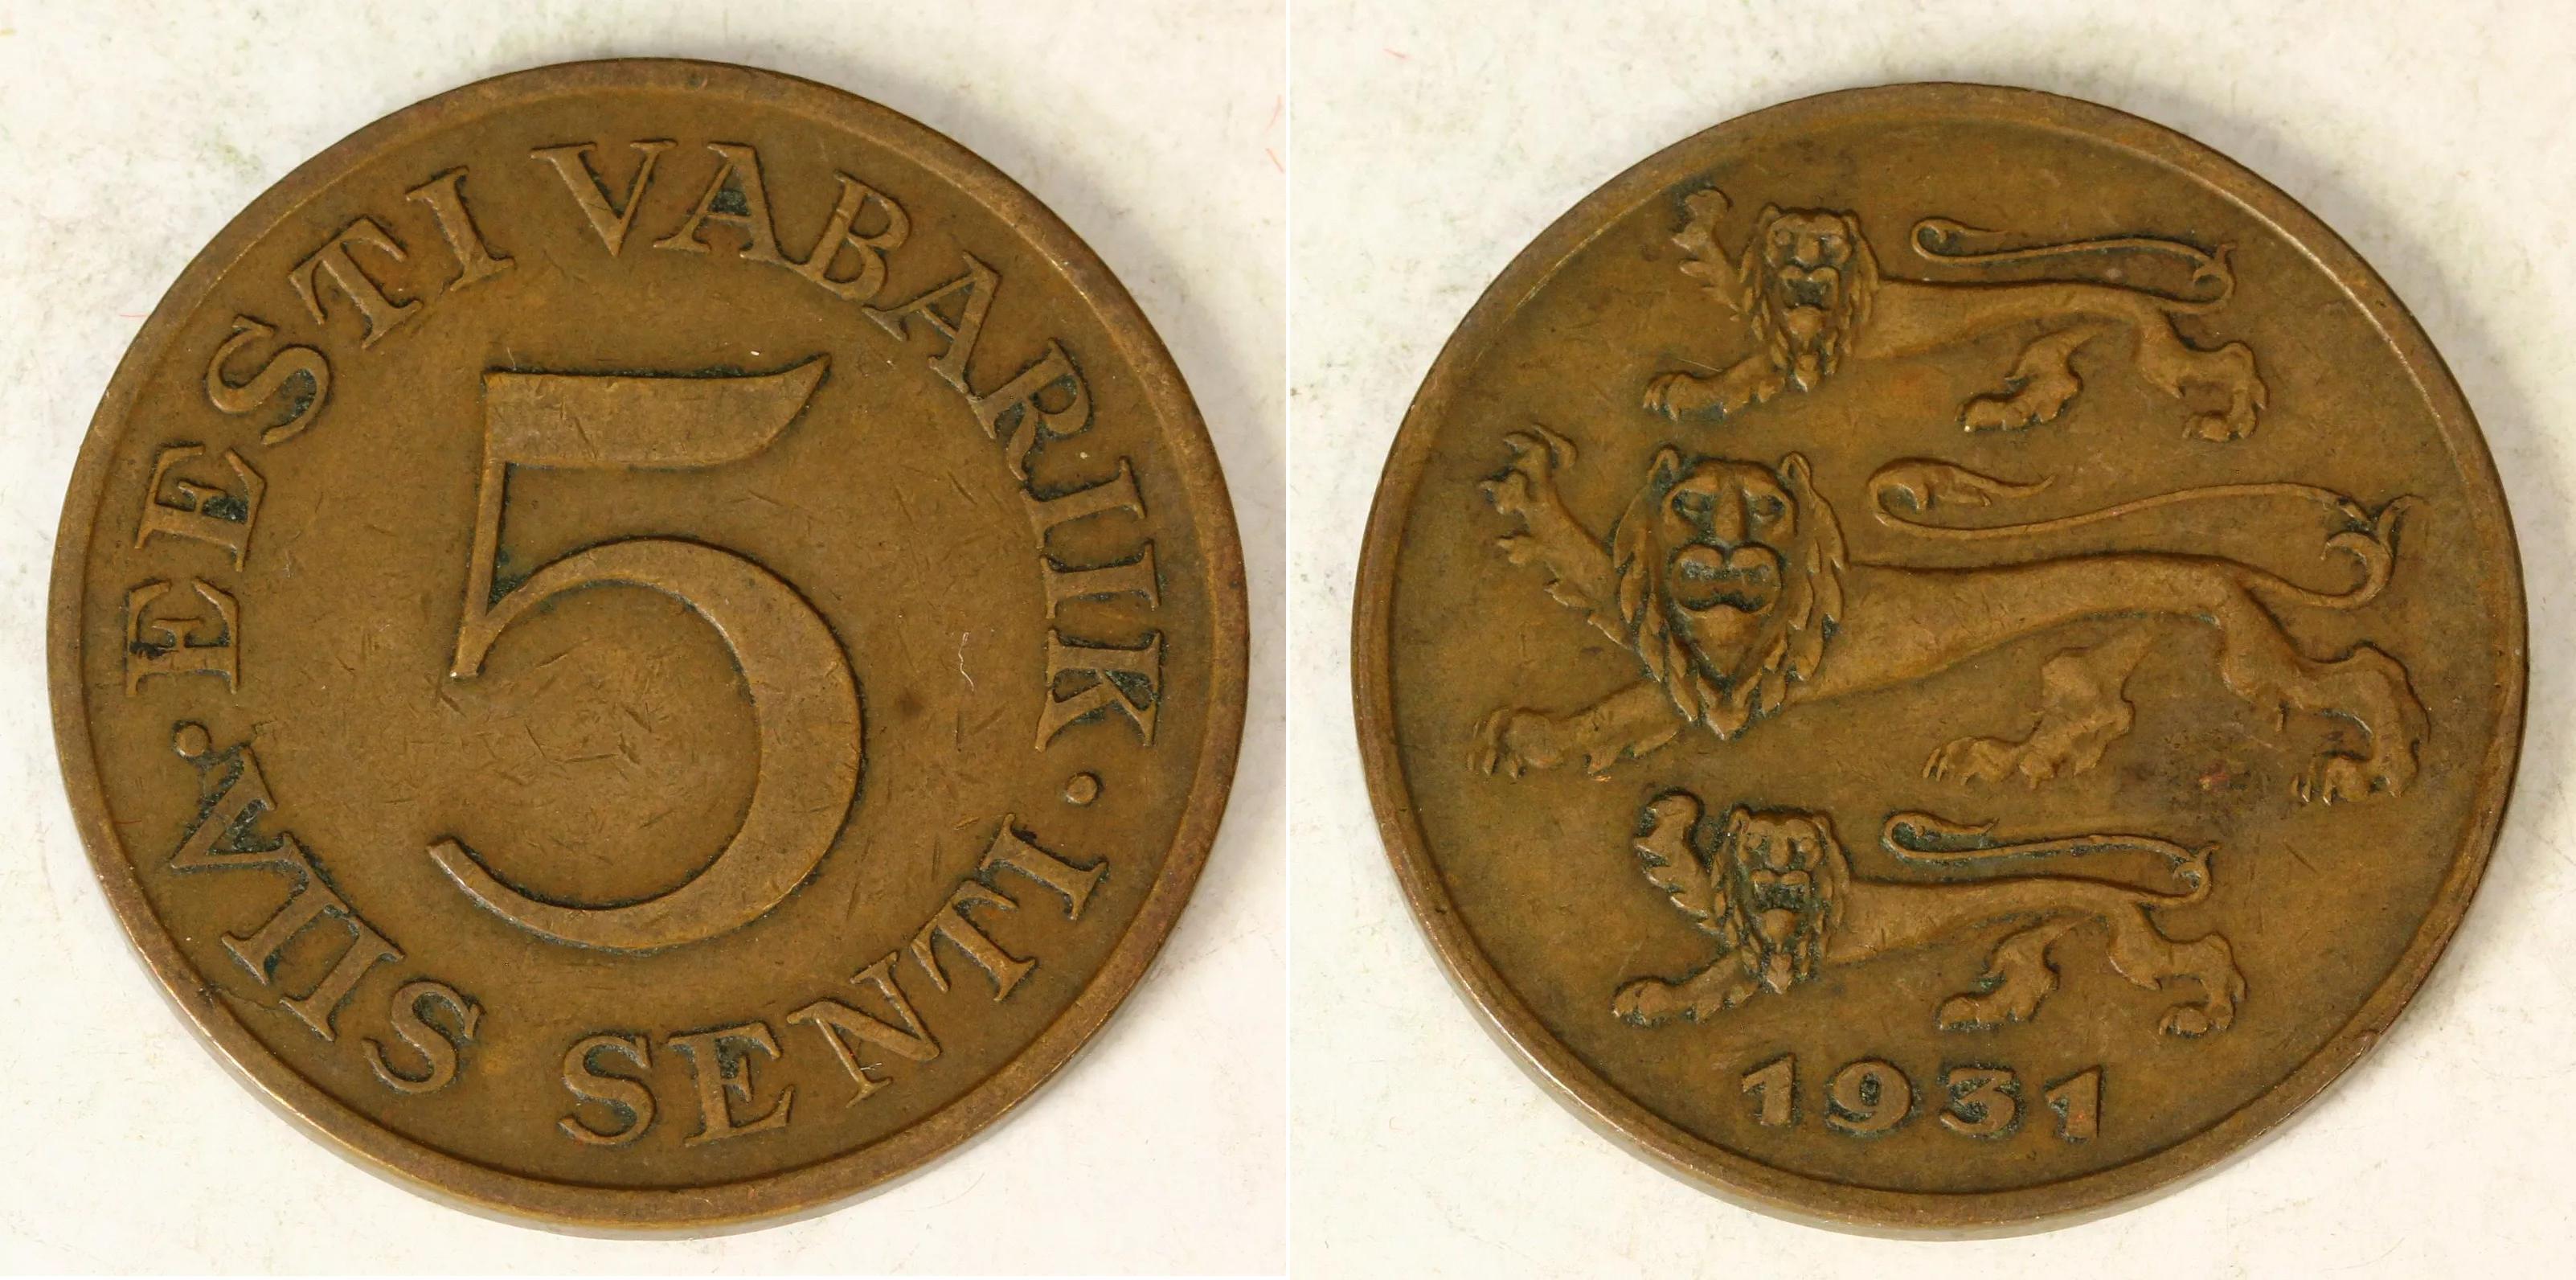 EESTI VABARIIK
5
· VIIS SENTI ·
1931